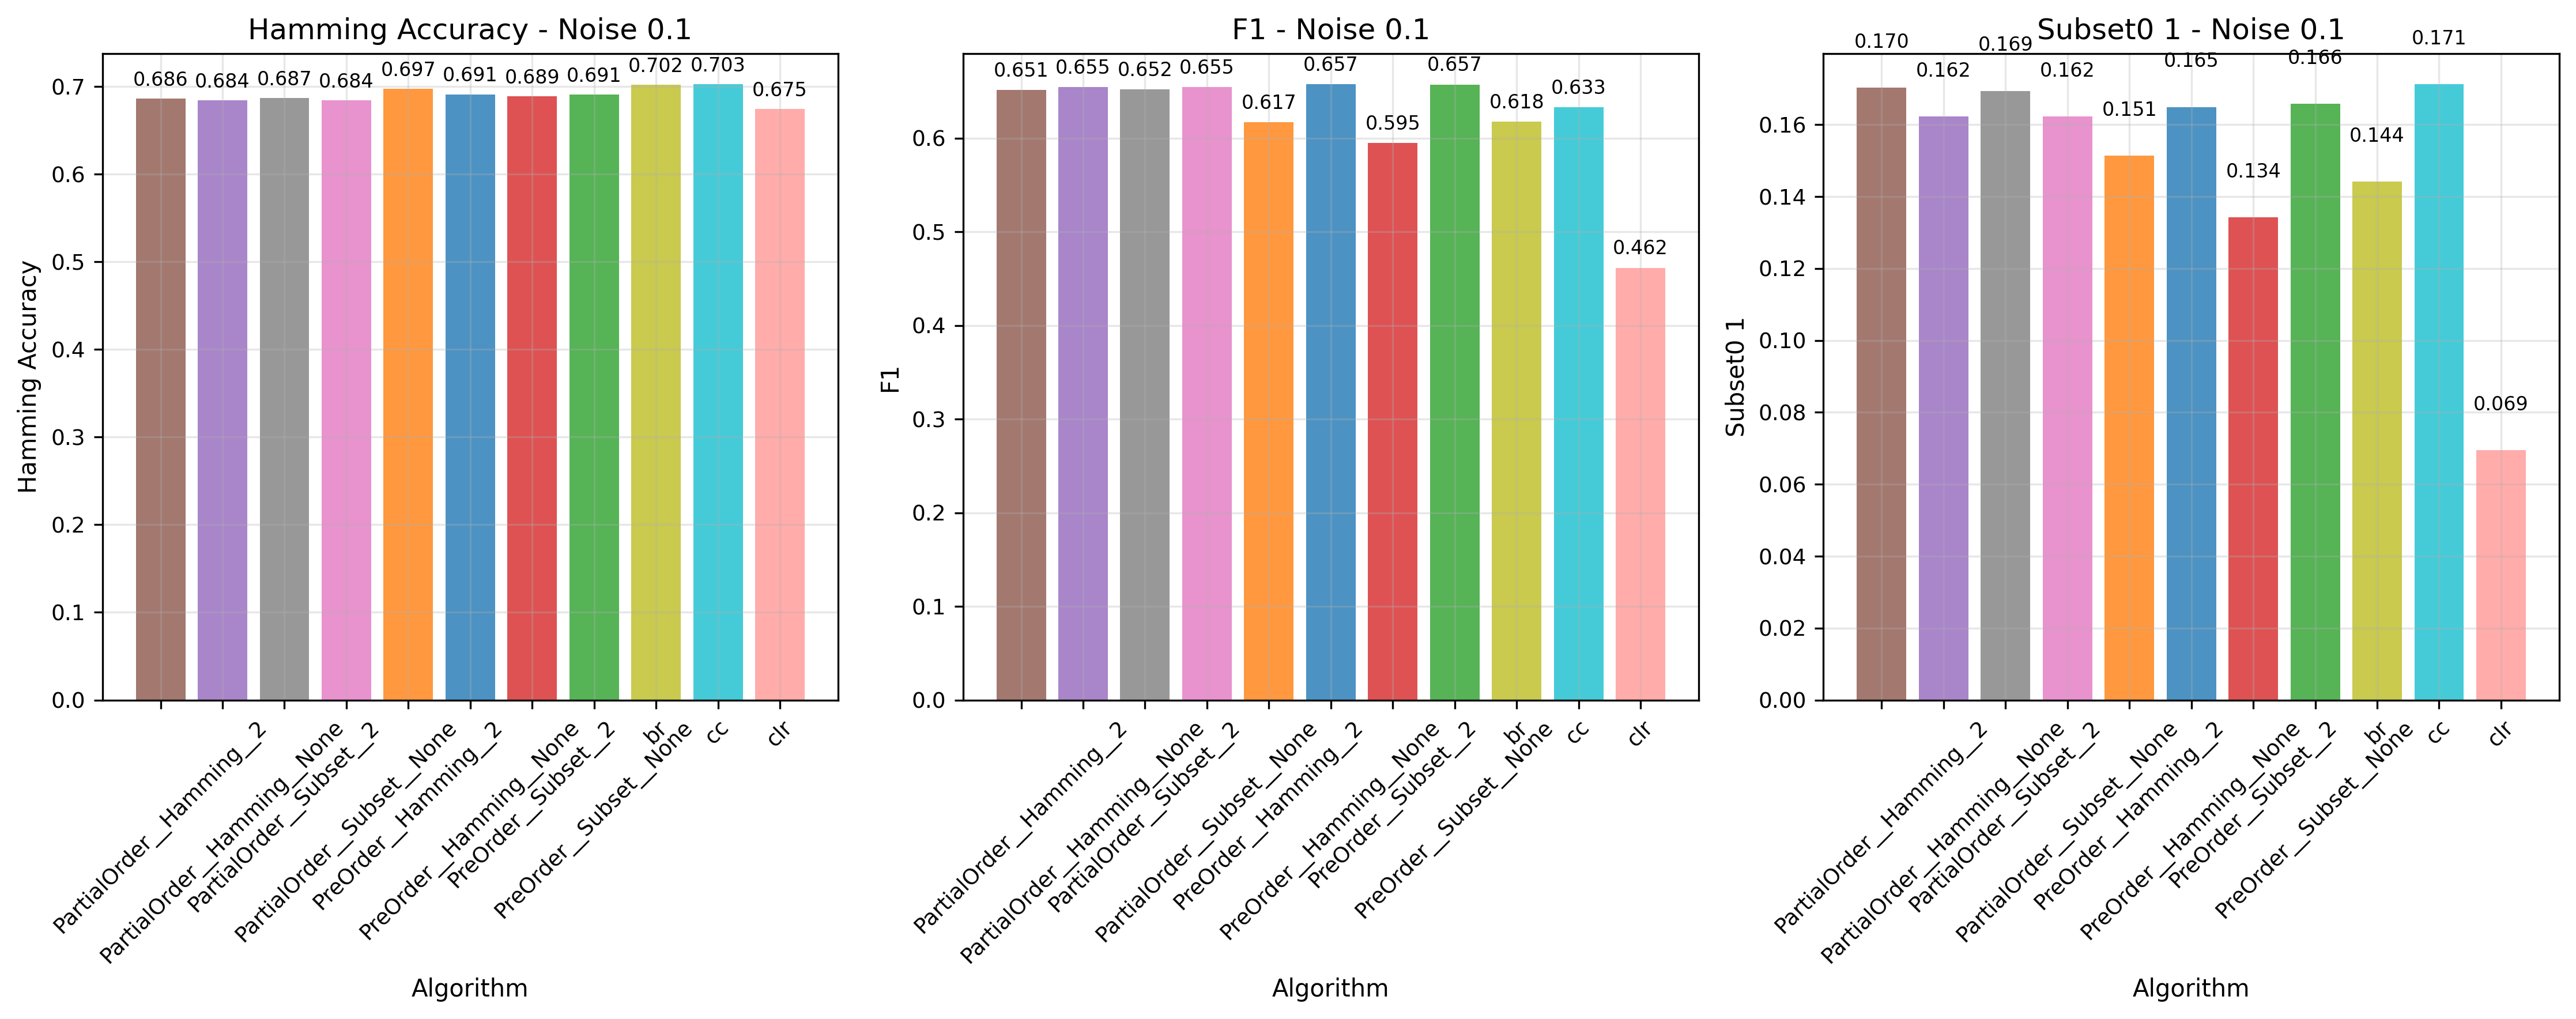 Hamming Accuracy - Noise 0.1
Hamming Accuracy
0.7
0.6
0.5
0.4
0.3
0.2
0.1
0.0
0.686
0.684
0.687
0.684
0.697
0.691
0.689
0.691
0.702
0.703
0.675
PartialOrder__Hamming__2
PartialOrder__Hamming__None
PartialOrder__Subset__2
PartialOrder__Subset__None
PreOrder__Hamming__2
PreOrder__Hamming__None
PreOrder__Subset__2
PreOrder__Subset__None
br
cc
clr
Algorithm
F1 - Noise 0.1
F1
0.6
0.5
0.4
0.3
0.2
0.1
0.0
0.651
0.655
0.652
0.655
0.617
0.657
0.595
0.657
0.618
0.633
0.462
PartialOrder__Hamming__2
PartialOrder__Hamming__None
PartialOrder__Subset__2
PartialOrder__Subset__None
PreOrder__Hamming__2
PreOrder__Hamming__None
PreOrder__Subset__2
PreOrder__Subset__None
br
cc
clr
Algorithm
Subset0 1 - Noise 0.1
Subset0 1
0.16
0.14
0.12
0.10
0.08
0.06
0.04
0.02
0.00
0.170
0.162
0.169
0.162
0.151
0.165
0.134
0.166
0.144
0.171
0.069
PartialOrder__Hamming__2
PartialOrder__Hamming__None
PartialOrder__Subset__2
PartialOrder__Subset__None
PreOrder__Hamming__2
PreOrder__Hamming__None
PreOrder__Subset__2
PreOrder__Subset__None
br
cc
clr
Algorithm